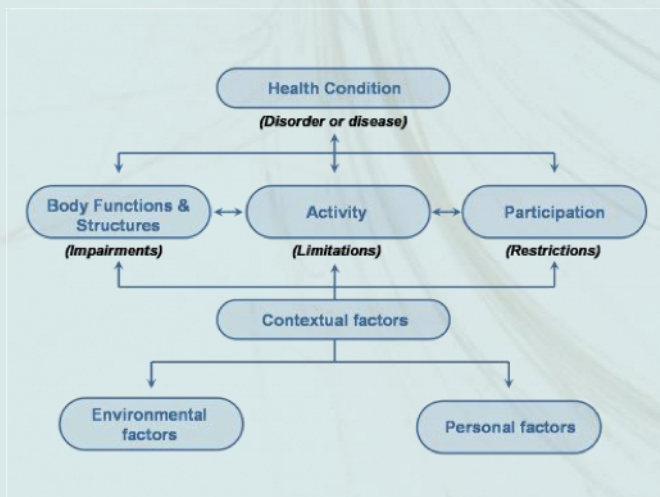 Health Condition
(Disorder or disease)
Body Functions &
Structures
(Impairments)
Activity
(Limitations)
Participation
(Restrictions)
Contextual factors
Environmental
factors
Personal factors